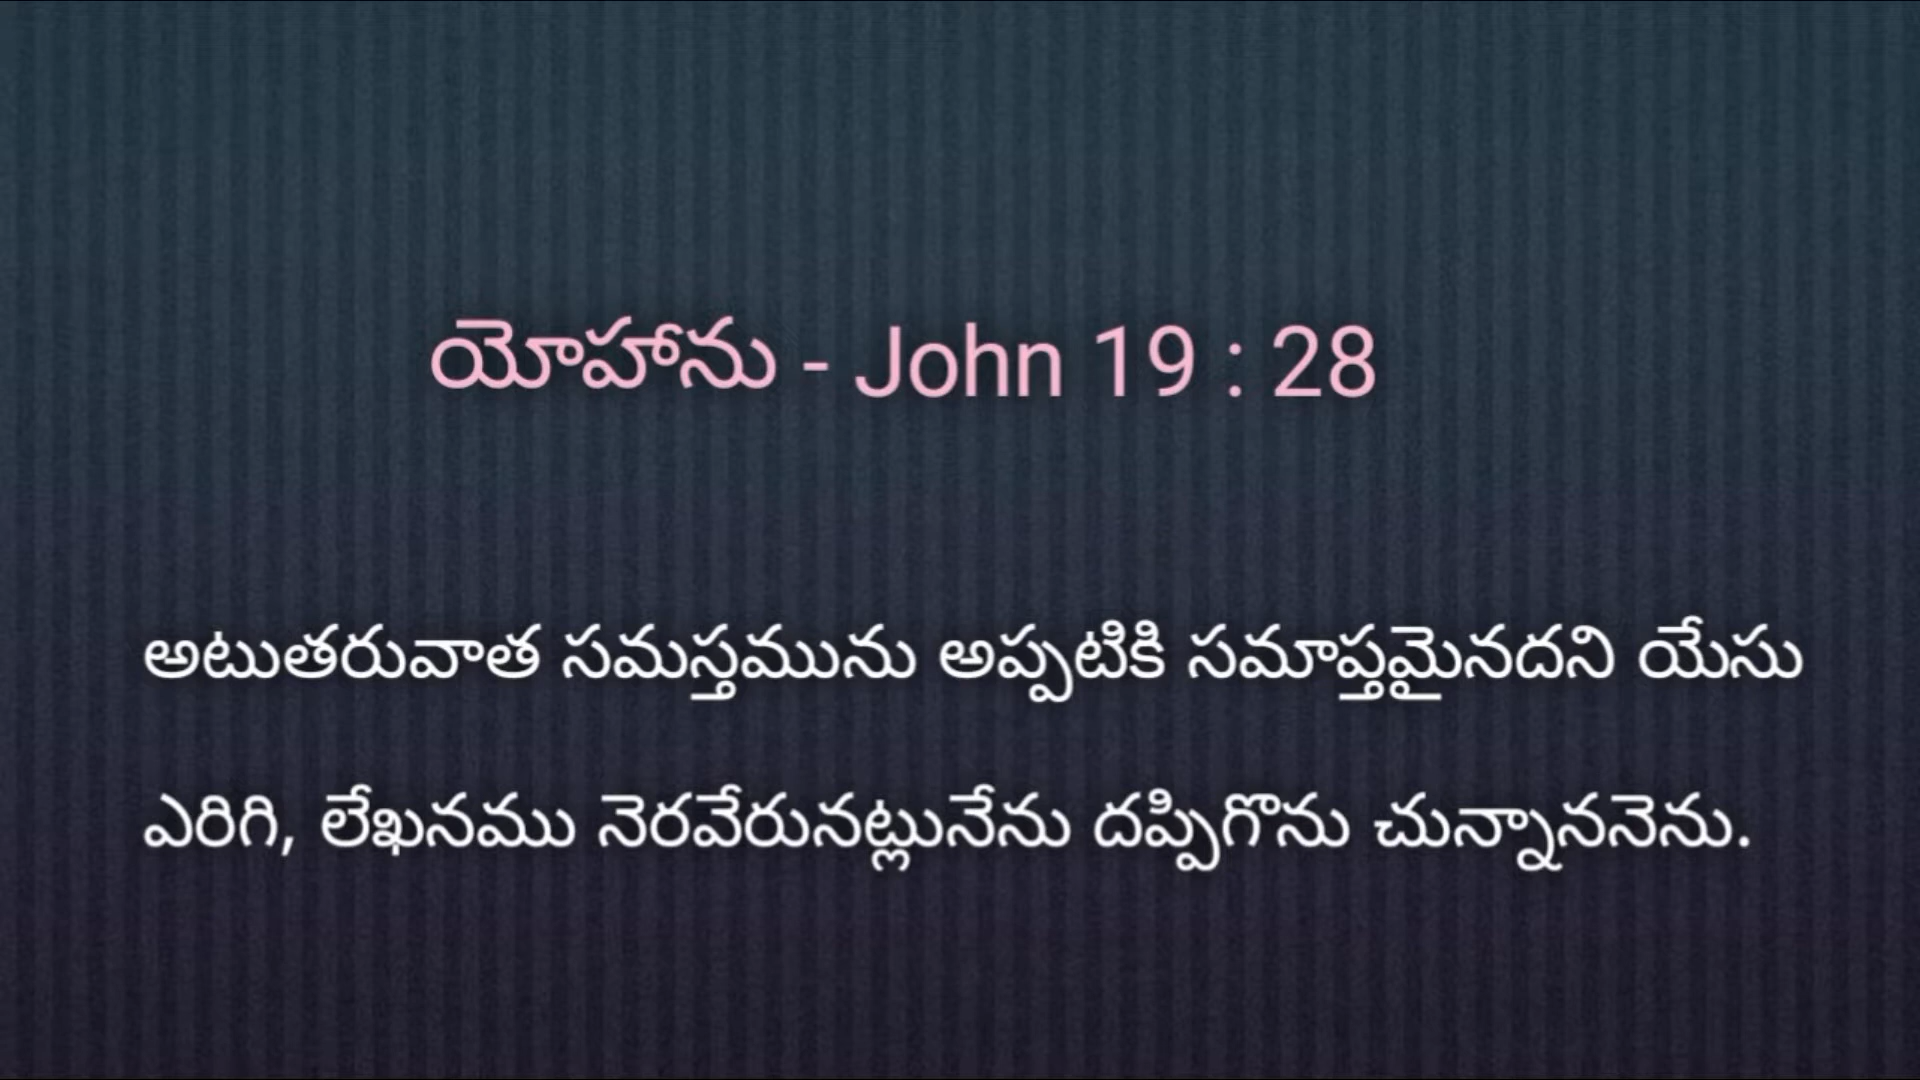 యోహాను - John 19 : 28
అటుతరువాత సమస్తమును అప్పటికి సమాప్తమైనదని యేసు
ఎరిగి, లేఖనము నెరవేరునట్లునేను దప్పిగొను చున్నాననెను.